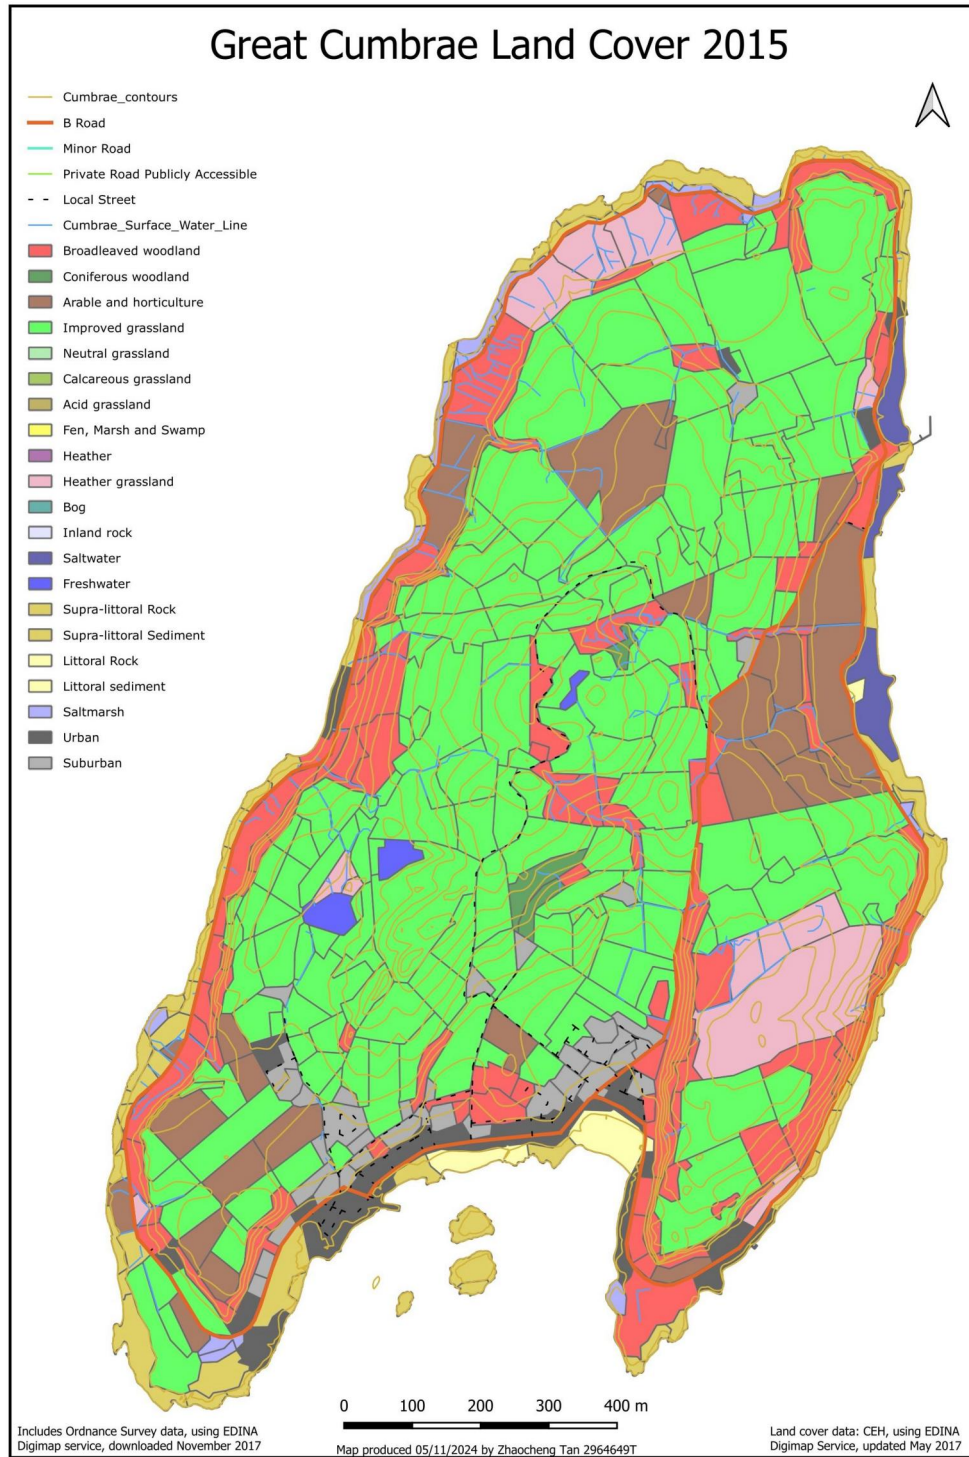 Great Cumbrae Land Cover 2015
Cumbrae_contours
B Road
Minor Road
Private Road Publicly Accessible
Local Street
Cumbrae_Surface_Water_Line
Broadleaved woodland
Coniferous woodland
Arable and horticulture
Improved grassland
Neutral grassland
Calcareous grassland
Acid grassland
Fen, Marsh and Swamp
Heather
Heather grassland
Bog
Inland rock
Saltwater
Freshwater
Supra-littoral Rock
Supra-littoral Sediment
Littoral Rock
Littoral sediment
Saltmarsh
Urban
Suburban
0 100 200 300 400 m
Includes Ordnance Survey data, using EDINA
Digimap service, downloaded November 2017
Map produced 05/11/2024 by Zhaocheng Tan 2964649T
Land cover data: CEH, using EDINA
Digimap Service, updated May 2017